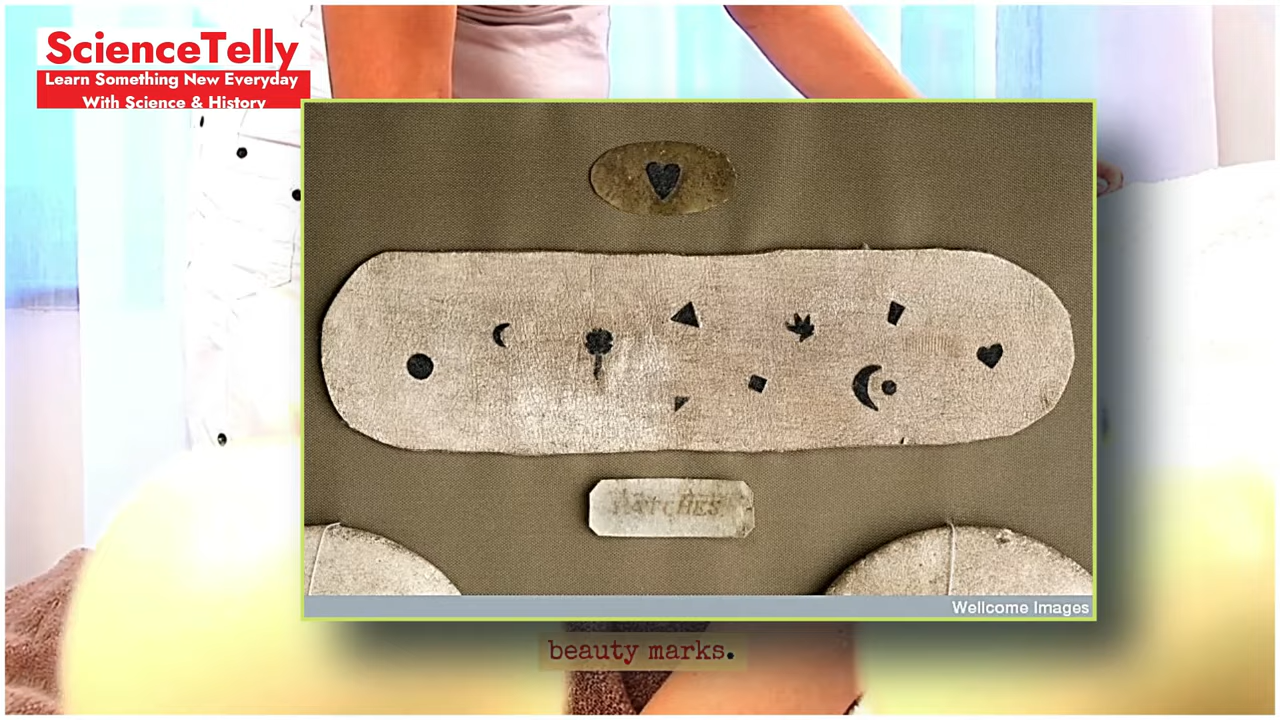 ScienceTelly
Learn Something New Everyday
With Science & History
PATCHES
Wellcome Images
beauty marks.